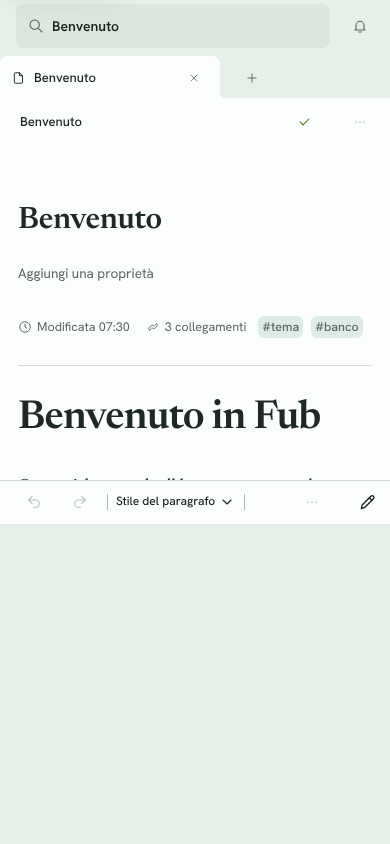 Benvenuto
Benvenuto
Benvenuto
Benvenuto
Aggiungi una proprietà
Modificata 07:30 3 collegamenti #tema #banco
Benvenuto in Fub
Stile del paragrafo